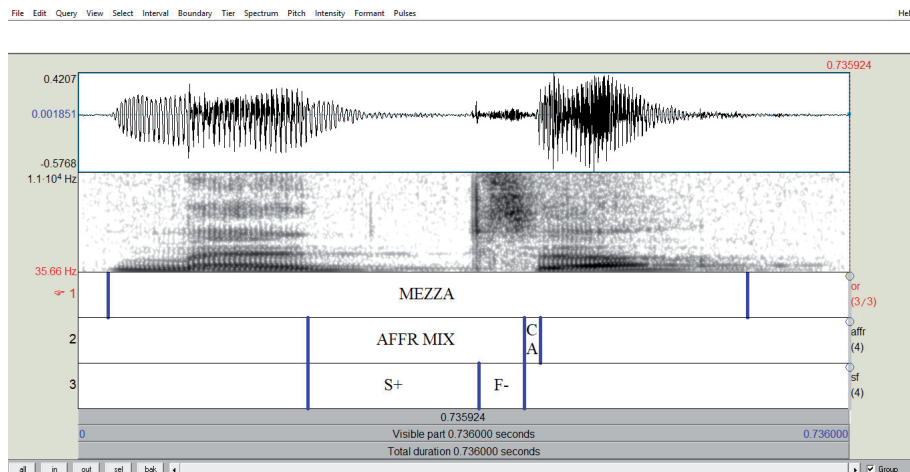 File Edit Query View Select Interval Boundary Tier Spectrum Pitch Intensity Formant Pulses Hel
0.735924
0.4207
0.001851
-0.5768
1.1·10⁴ Hz
35.66 Hz
☞ 1 MEZZA or (3/3)
2 AFFR MIX C A affr (4)
3 S+ F- sf (4)
0.735924
0 Visible part 0.736000 seconds 0.736000
Total duration 0.736000 seconds
all in out sel bak Group